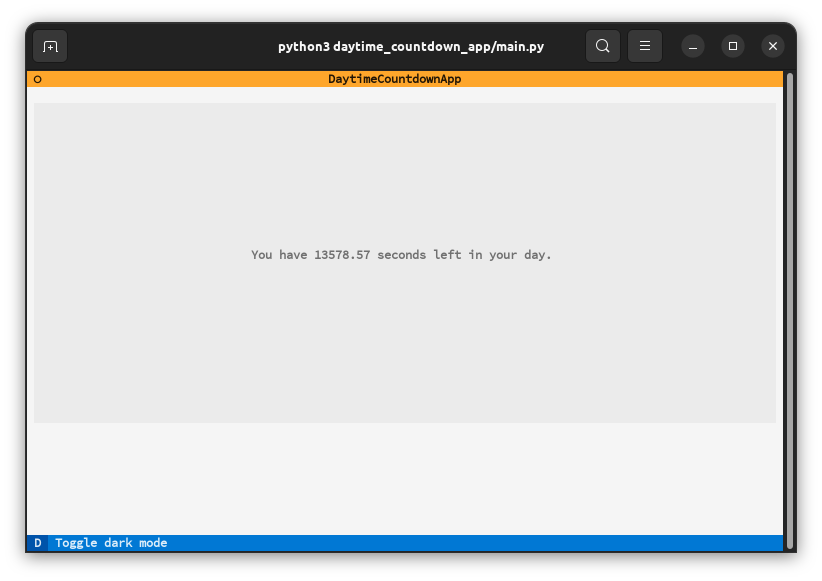 python3 daytime_countdown_app/main.py
DaytimeCountdownApp
You have 13578.57 seconds left in your day.
D Toggle dark mode